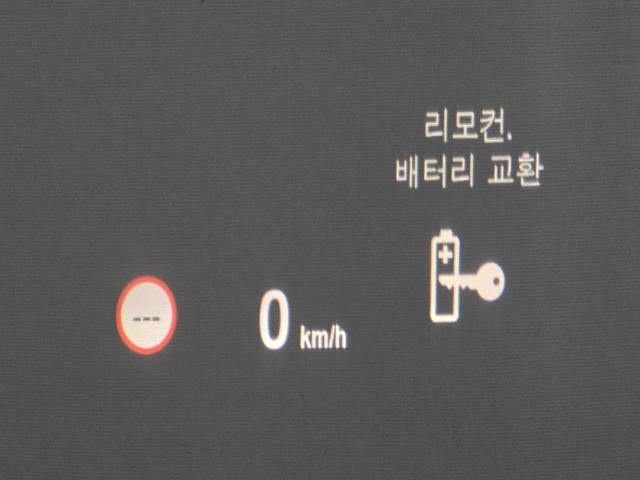 리모컨.
배터리 교환
---
0 km/h